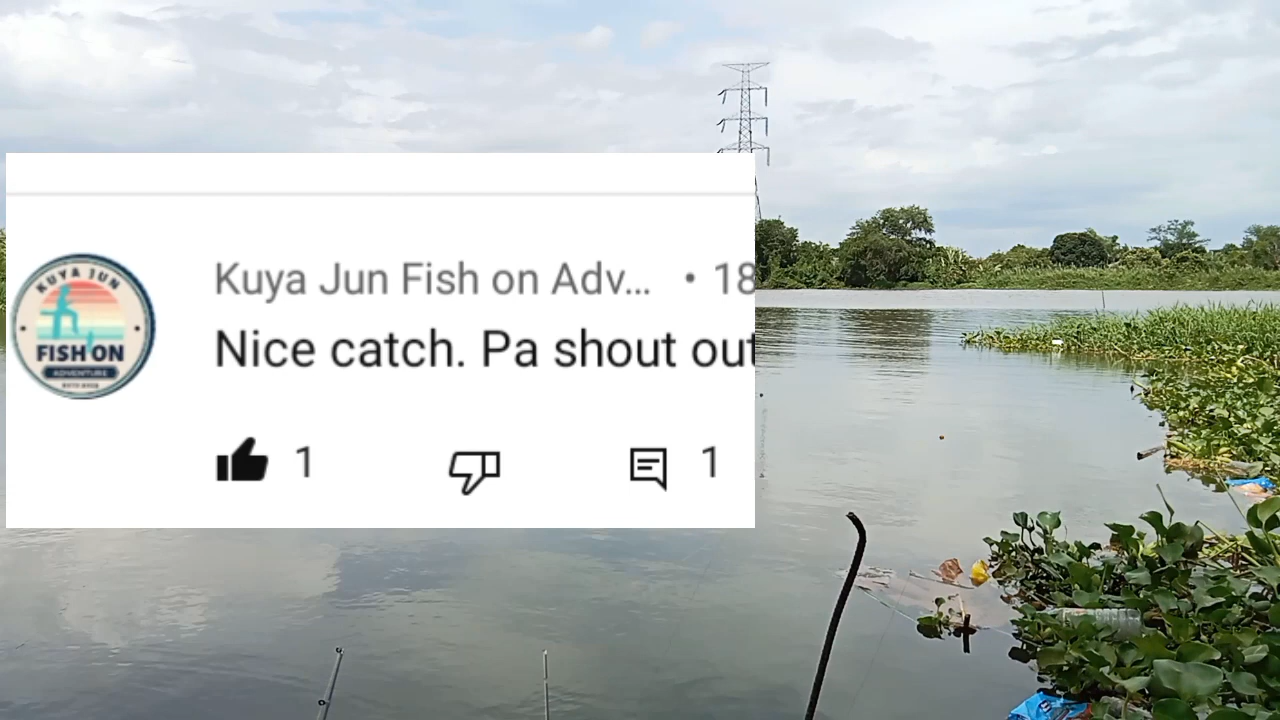 KUYA JUN
FISH ON
ADVENTURE
Kuya Jun Fish on Adv... • 18
Nice catch. Pa shout out
1
1